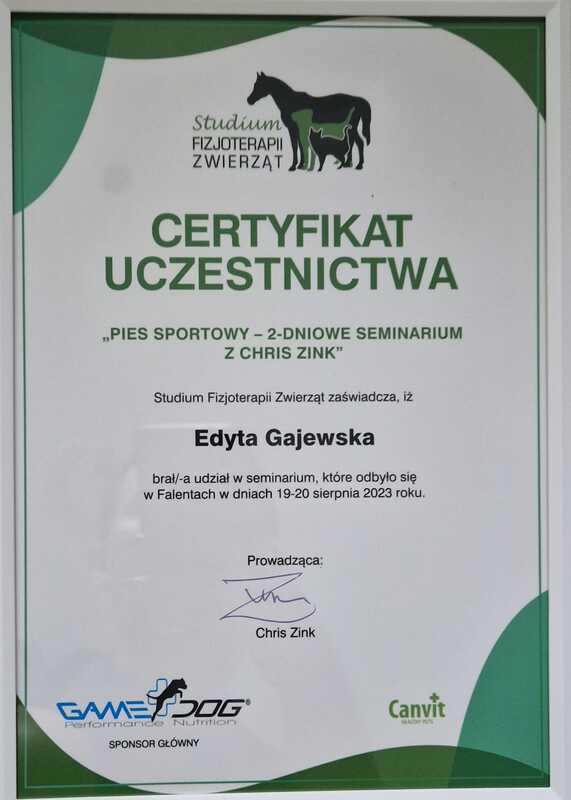 Studium
FIZJOTERAPII
ZWIERZĄT
CERTYFIKAT
UCZESTNICTWA
„PIES SPORTOWY – 2-DNIOWE SEMINARIUM
Z CHRIS ZINK”
Studium Fizjoterapii Zwierząt zaświadcza, iż
Edyta Gajewska
brał/-a udział w seminarium, które odbyło się
w Falentach w dniach 19-20 sierpnia 2023 roku.
Prowadząca:
Chris Zink
GAME DOG®
Performance Nutrition
SPONSOR GŁÓWNY
Canvit
HEALTHY PETS